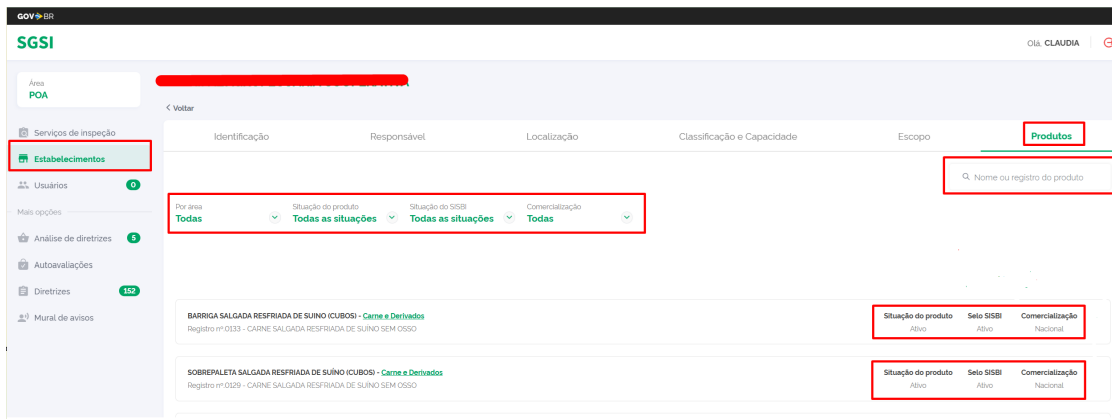 GOV BR
SGSI
Olá, CLAUDIA
Área
POA
Voltar
Serviços de inspeção
Estabelecimentos
Usuários 0
Mais opções
Análise de diretrizes 5
Autoavaliações
Diretrizes 152
Mural de avisos
Identificação Responsável Localização Classificação e Capacidade Escopo Produtos
Nome ou registro do produto
Por área Situação do produto Situação do SISBI Comercialização
Todas Todas as situações Todas as situações Todas
BARRIGA SALGADA RESFRIADA DE SUINO (CUBOS) - Carne e Derivados
Registro nº.0133 - CARNE SALGADA RESFRIADA DE SUÍNO SEM OSSO
Situação do produto Selo SISBI Comercialização
Ativo Ativo Nacional
SOBREPALETA SALGADA RESFRIADA DE SUÍNO (CUBOS) - Carne e Derivados
Registro nº.0129 - CARNE SALGADA RESFRIADA DE SUÍNO SEM OSSO
Situação do produto Selo SISBI Comercialização
Ativo Ativo Nacional